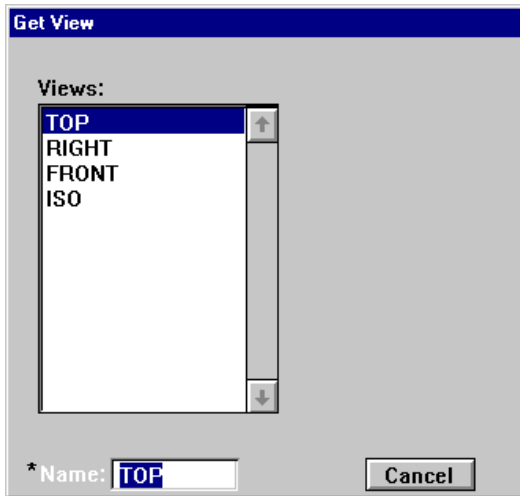 Get View
Views:
TOP
RIGHT
FRONT
ISO
*Name: TOP
Cancel